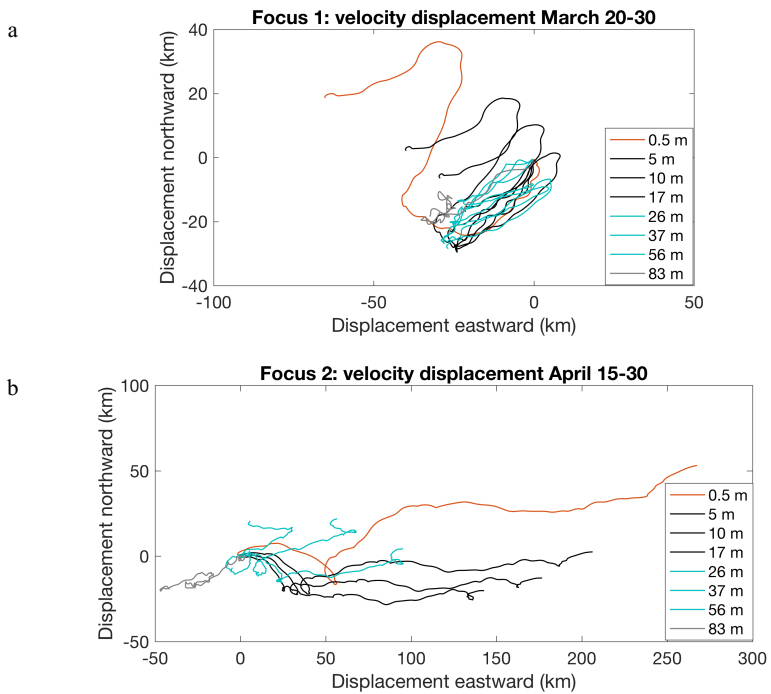 a
Focus 1: velocity displacement March 20-30
Displacement northward (km)
40
20
0
-20
-40
-100
-50
0
50
Displacement eastward (km)
0.5 m
5 m
10 m
17 m
26 m
37 m
56 m
83 m
b
Focus 2: velocity displacement April 15-30
Displacement northward (km)
100
50
0
-50
-50
0
50
100
150
200
250
300
Displacement eastward (km)
0.5 m
5 m
10 m
17 m
26 m
37 m
56 m
83 m